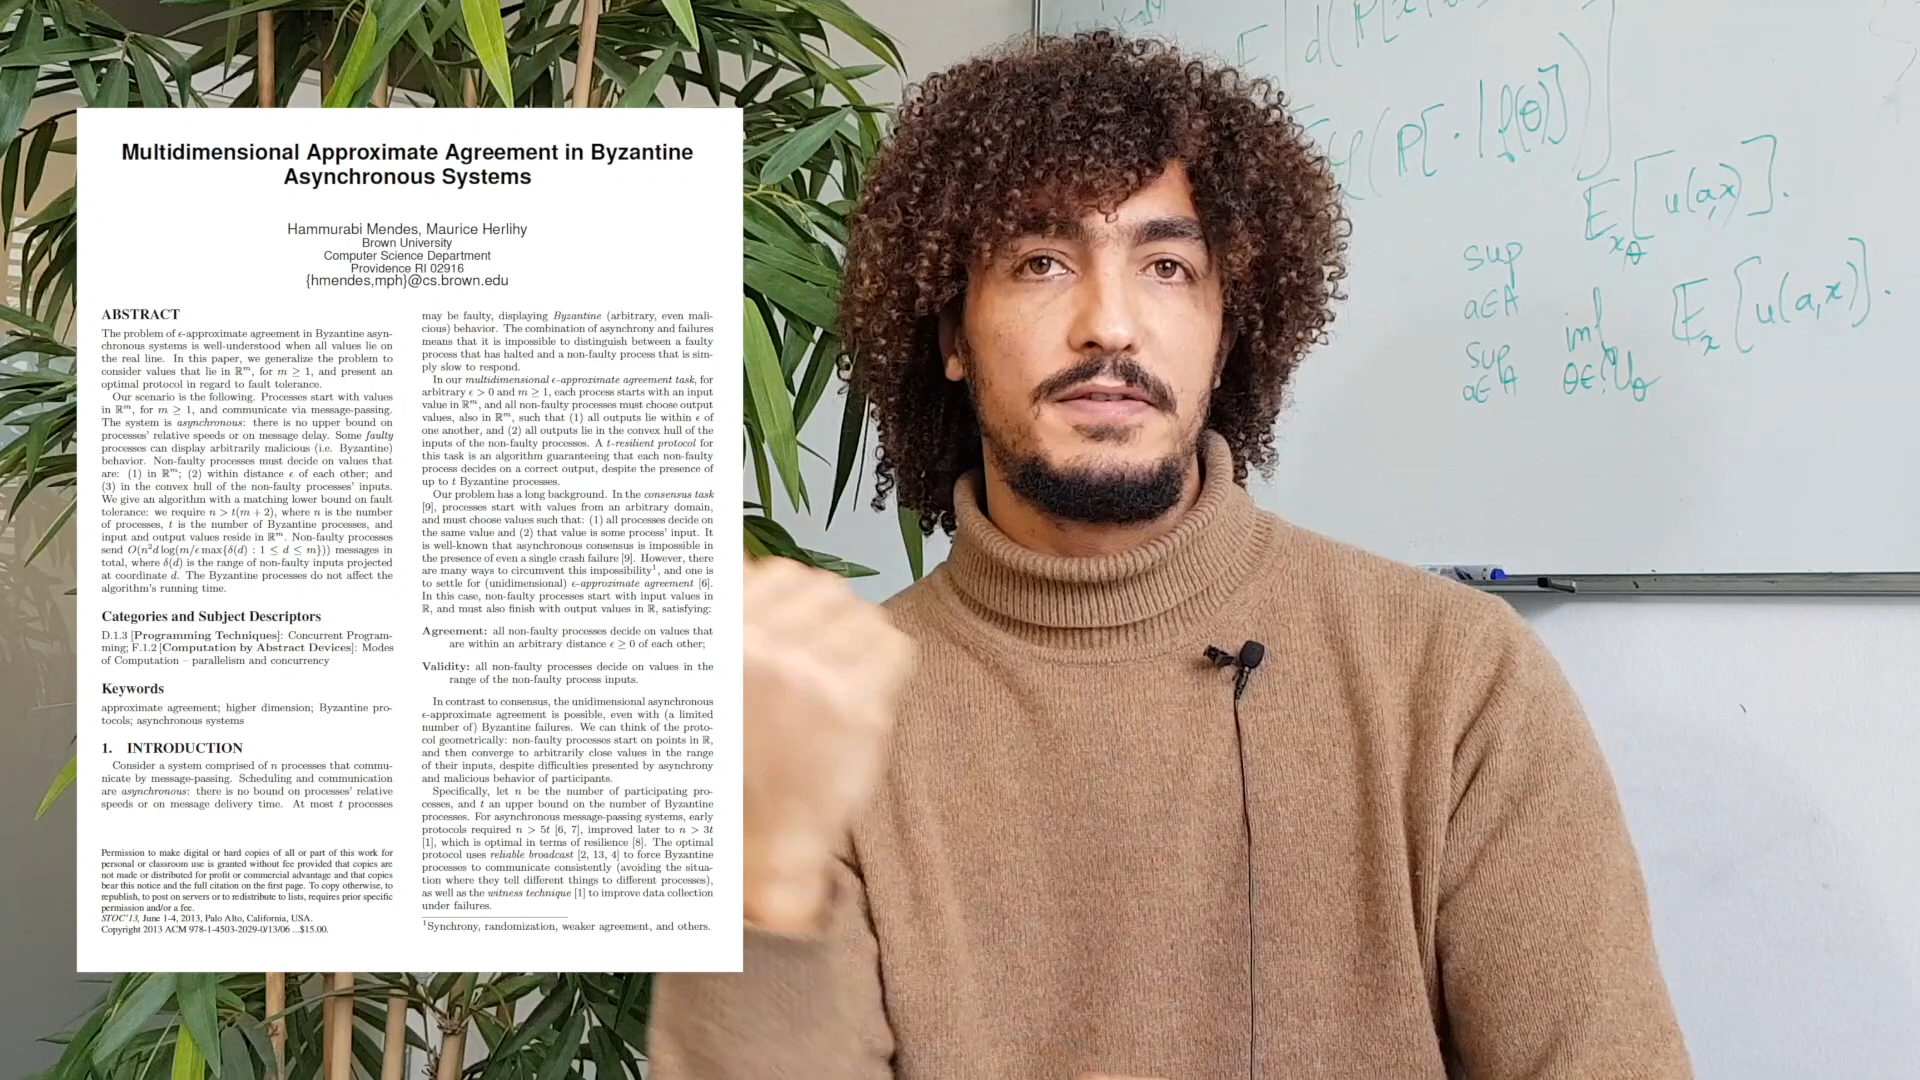 Multidimensional Approximate Agreement in Byzantine
Asynchronous Systems
Hammurabi Mendes, Maurice Herlihy
Brown University
Computer Science Department
Providence RI 02916
{hmendes,mph}@cs.brown.edu
ABSTRACT
The problem of ϵ-approximate agreement in Byzantine asyn-
chronous systems is well-understood when all values lie on
the real line. In this paper, we generalize the problem to
consider values that lie in ℝᵐ, for m ≥ 1, and present an
optimal protocol in regard to fault tolerance.
Our scenario is the following. Processes start with values
in ℝᵐ, for m ≥ 1, and communicate via message-passing.
The system is asynchronous: there is no upper bound on
processes' relative speeds or on message delay. Some faulty
processes can display arbitrarily malicious (i.e. Byzantine)
behavior. Non-faulty processes must decide on values that
are: (1) in ℝᵐ; (2) within distance ϵ of each other; and
(3) in the convex hull of the non-faulty processes' inputs.
We give an algorithm with a matching lower bound on fault
tolerance: we require n > t(m + 2), where n is the number
of processes, t is the number of Byzantine processes, and
input and output values reside in ℝᵐ. Non-faulty processes
send O(n²d log(m/ϵ max{δ(d) : 1 ≤ d ≤ m})) messages in
total, where δ(d) is the range of non-faulty inputs projected
at coordinate d. The Byzantine processes do not affect the
algorithm's running time.
Categories and Subject Descriptors
D.1.3 [Programming Techniques]: Concurrent Program-
ming; F.1.2 [Computation by Abstract Devices]: Modes
of Computation – parallelism and concurrency
Keywords
approximate agreement; higher dimension; Byzantine pro-
tocols; asynchronous systems
1. INTRODUCTION
Consider a system comprised of n processes that commu-
nicate by message-passing. Scheduling and communication
are asynchronous: there is no bound on processes' relative
speeds or on message delivery time. At most t processes
Permission to make digital or hard copies of all or part of this work for
personal or classroom use is granted without fee provided that copies are
not made or distributed for profit or commercial advantage and that copies
bear this notice and the full citation on the first page. To copy otherwise, to
republish, to post on servers or to redistribute to lists, requires prior specific
permission and/or a fee.
STOC'13, June 1-4, 2013, Palo Alto, California, USA.
Copyright 2013 ACM 978-1-4503-2029-0/13/06 ...$15.00.
may be faulty, displaying Byzantine (arbitrary, even mali-
cious) behavior. The combination of asynchrony and failures
means that it is impossible to distinguish between a faulty
process that has halted and a non-faulty process that is sim-
ply slow to respond.
In our multidimensional ϵ-approximate agreement task, for
arbitrary ϵ > 0 and m ≥ 1, each process starts with an input
value in ℝᵐ, and all non-faulty processes must choose output
values, also in ℝᵐ, such that (1) all outputs lie within ϵ of
one another, and (2) all outputs lie in the convex hull of the
inputs of the non-faulty processes. A t-resilient protocol for
this task is an algorithm guaranteeing that each non-faulty
process decides on a correct output, despite the presence of
up to t Byzantine processes.
Our problem has a long background. In the consensus task
[9], processes start with values from an arbitrary domain,
and must choose values such that: (1) all processes decide on
the same value and (2) that value is some process' input. It
is well-known that asynchronous consensus is impossible in
the presence of even a single crash failure [9]. However, there
are many ways to circumvent this impossibility¹, and one is
to settle for (unidimensional) ϵ-approximate agreement [6].
In this case, non-faulty processes start with input values in
ℝ, and must also finish with output values in ℝ, satisfying:
Agreement: all non-faulty processes decide on values that
are within an arbitrary distance ϵ ≥ 0 of each other;
Validity: all non-faulty processes decide on values in the
range of the non-faulty process inputs.
In contrast to consensus, the unidimensional asynchronous
ϵ-approximate agreement is possible, even with (a limited
number of) Byzantine failures. We can think of the proto-
col geometrically: non-faulty processes start on points in ℝ,
and then converge to arbitrarily close values in the range
of their inputs, despite difficulties presented by asynchrony
and malicious behavior of participants.
Specifically, let n be the number of participating pro-
cesses, and t an upper bound on the number of Byzantine
processes. For asynchronous message-passing systems, early
protocols required n > 5t [6, 7], improved later to n > 3t
[1], which is optimal in terms of resilience [8]. The optimal
protocol uses reliable broadcast [2, 13, 4] to force Byzantine
processes to communicate consistently (avoiding the situa-
tion where they tell different things to different processes),
as well as the witness technique [1] to improve data collection
under failures.
¹Synchrony, randomization, weaker agreement, and others.
(P[·|f(θ)])
E_xθ [u(a,x)].
sup a∈A
E_x [u(a,x)].
sup a∈A inf